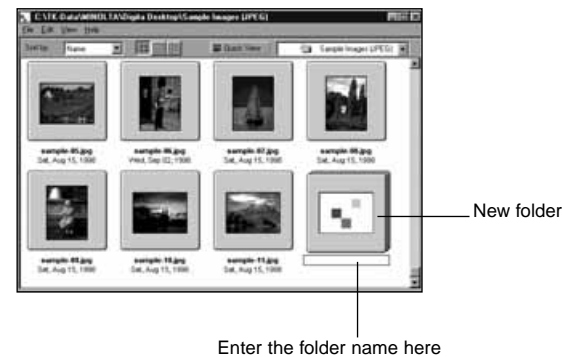 C:\TK-Data\MINOLTA\Digita Desktop\Sample Images (JPEG)
File Edit View Help
Sort by: Name Quick View Sample Images (JPEG)
sample-05.jpg sample-06.jpg sample-07.jpg sample-08.jpg
Sat, Aug 15, 1998 Wed, Sep 02, 1998 Sat, Aug 15, 1998 Sat, Aug 15, 1998
New folder
sample-09.jpg sample-10.jpg sample-11.jpg
Sat, Aug 15, 1998 Sat, Aug 15, 1998 Sat, Aug 15, 1998
Enter the folder name here